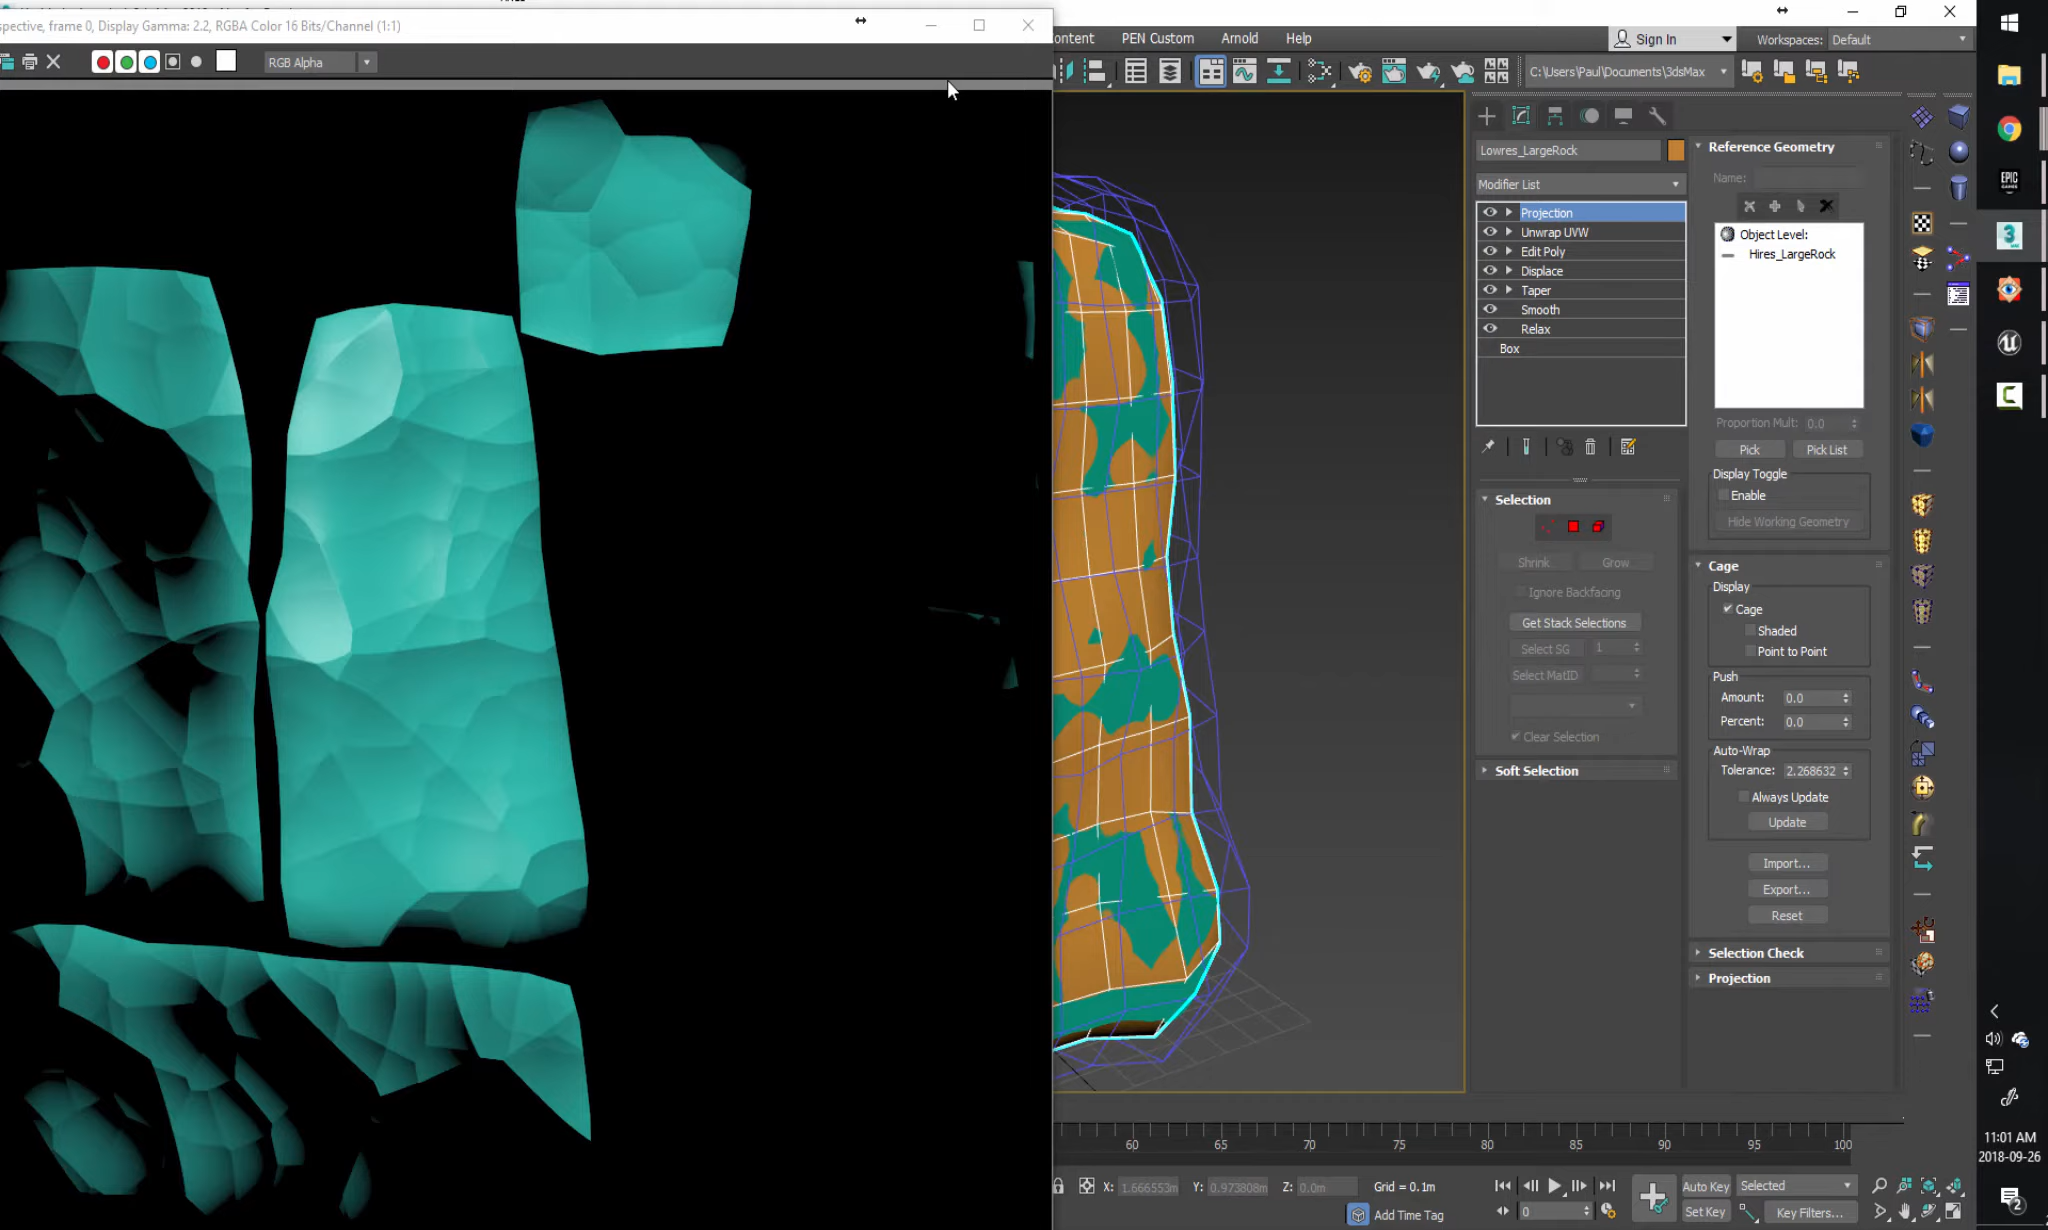 spective, frame 0, Display Gamma: 2.2, RGBA Color 16 Bits/Channel (1:1)
RGB Alpha
ontent PEN Custom Arnold Help
Sign In
Workspaces: Default
C:\Users\Paul\Documents\3dsMax
Lowres_LargeRock
Modifier List
Projection
Unwrap UVW
Edit Poly
Displace
Taper
Smooth
Relax
Box
Selection
Shrink Grow
Ignore Backfacing
Get Stack Selections
Select SG 1
Select MatID
Clear Selection
Soft Selection
Reference Geometry
Name:
Object Level:
Hires_LargeRock
Proportion Mult: 0.0
Pick Pick List
Display Toggle
Enable
Hide Working Geometry
Cage
Display
Cage
Shaded
Point to Point
Push
Amount: 0.0
Percent: 0.0
Auto-Wrap
Tolerance: 2.268632
Always Update
Update
Import...
Export...
Reset
Selection Check
Projection
EPIC
GAMES
3
60 65 70 75 80 85 90 95 100
X: 1.666553m Y: 0.973808m Z: 0.0m Grid = 0.1m
Add Time Tag
0
Auto Key Selected
Set Key Key Filters...
11:01 AM
2018-09-26
2